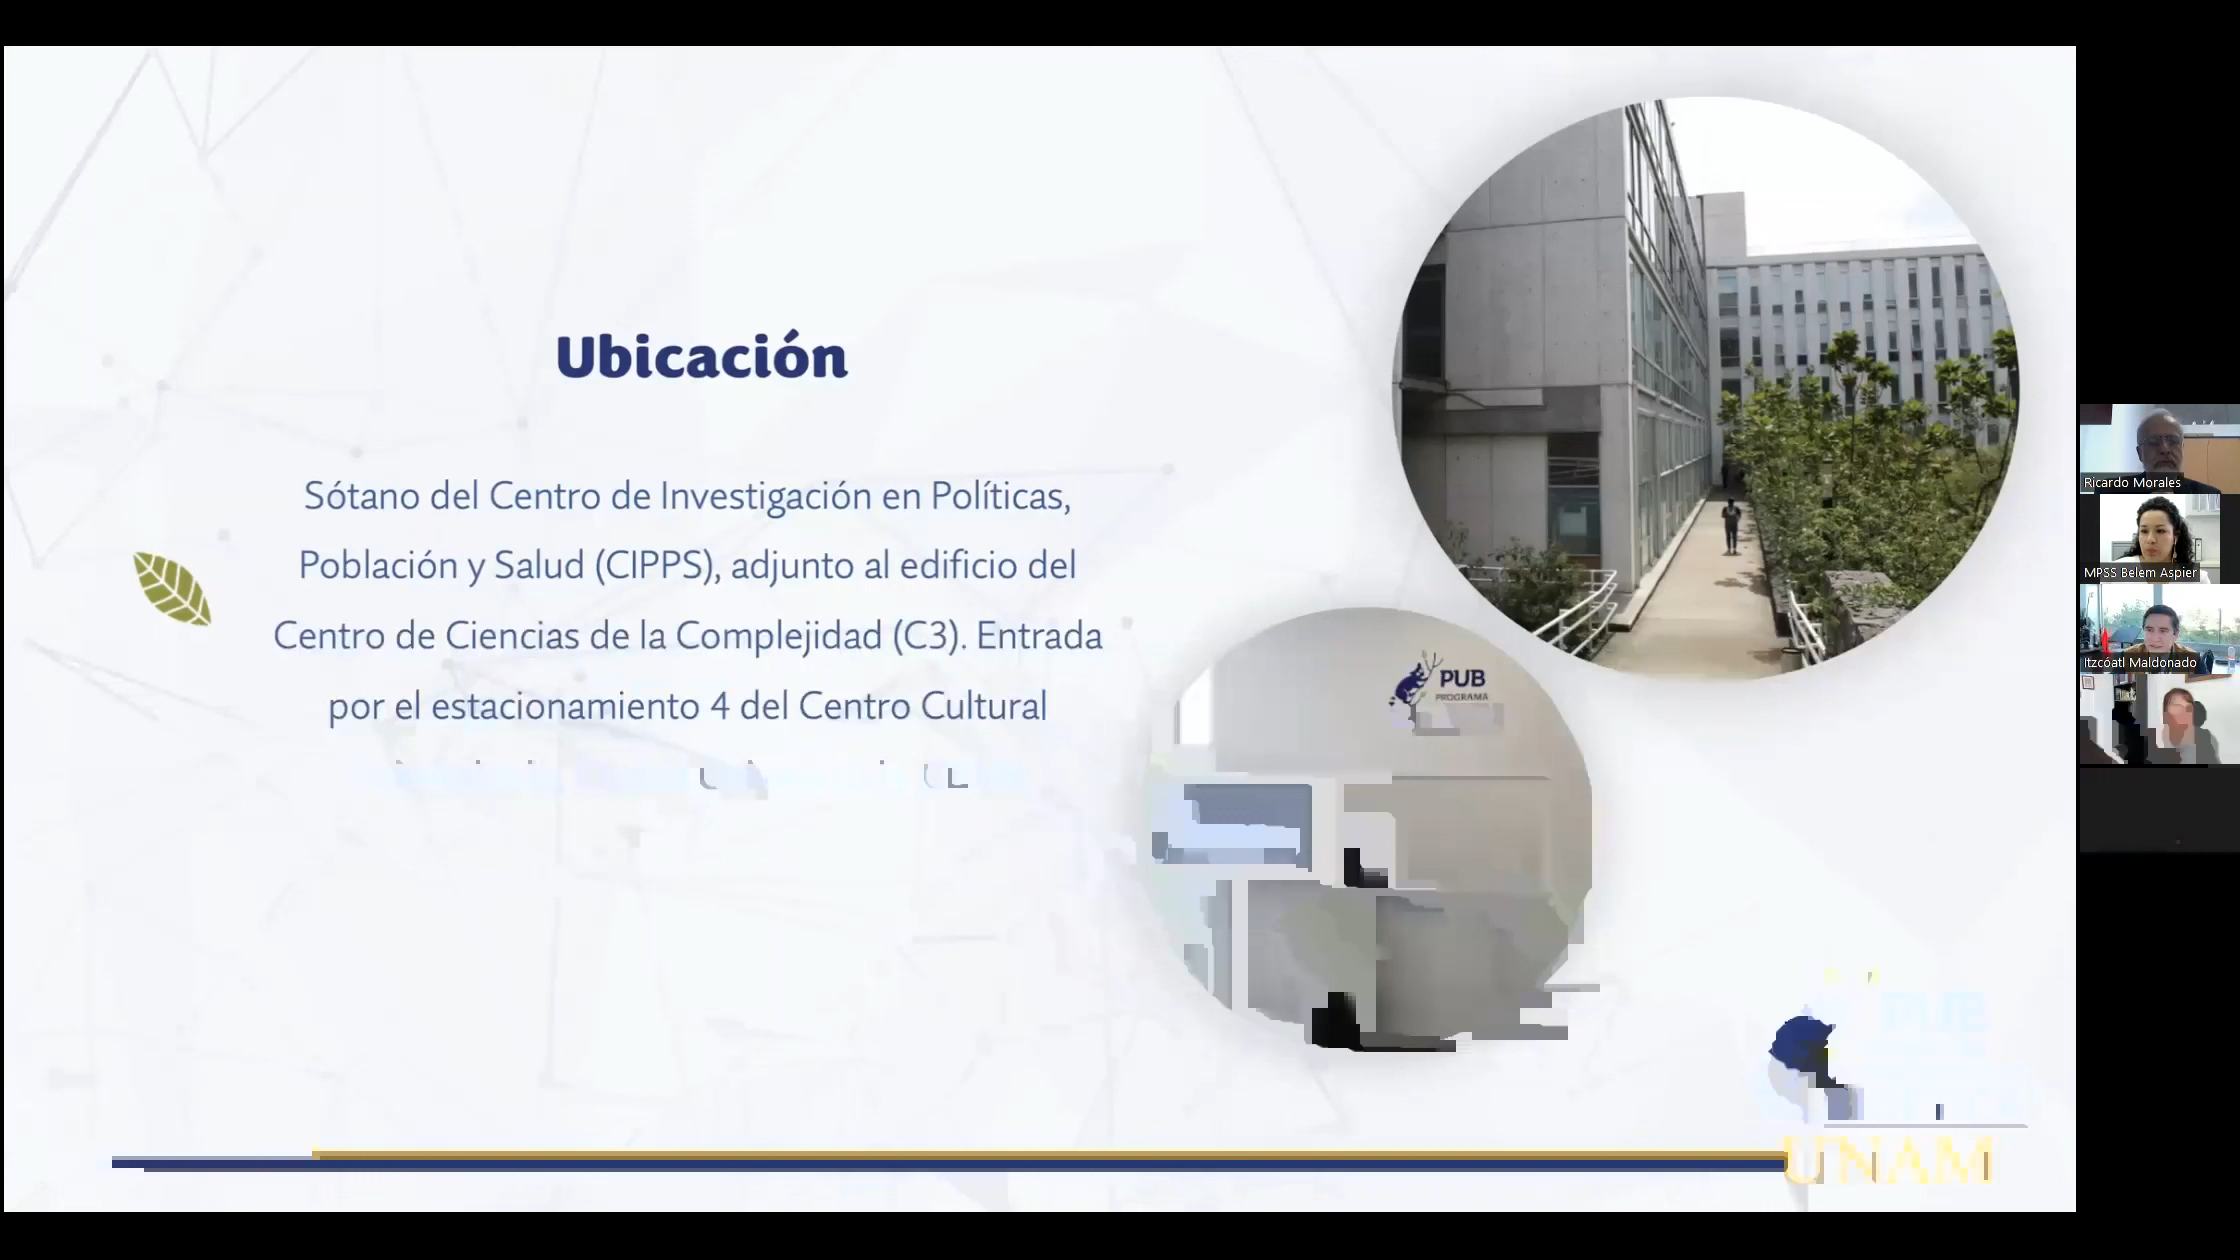 Ubicación
Sótano del Centro de Investigación en Políticas,
Población y Salud (CIPPS), adjunto al edificio del
Centro de Ciencias de la Complejidad (C3). Entrada
por el estacionamiento 4 del Centro Cultural
PUB
PROGRAMA
UNAM
Ricardo Morales
MPSS Belem Aspier
Itzcóatl Maldonado